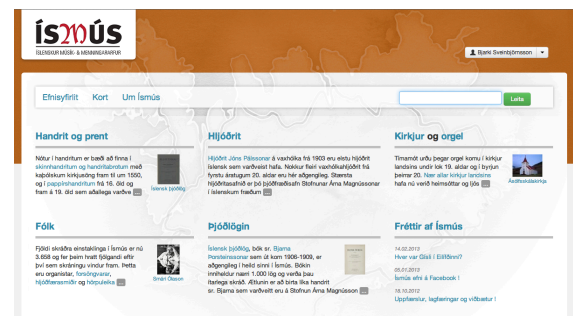 ÍSMÚS
ÍSLENSKUR MÚSÍK- & MENNINGARARFUR
Bjarki Sveinbjörnsson
Efnisyfirlit Kort Um Ísmús
Leita
Handrit og prent
Nótur í handritum er bæði að finna í
skinnhandritum og handritabrotum með
kaþólskum kirkjusöng fram til um 1550,
og í pappírshandritum frá 16. öld og
fram á 19. öld sem aðallega varðve ...
Íslensk þjóðlög
Hljóðrit
Hljóðrit Jóns Pálssonar á vaxhólka frá 1903 eru elstu hljóðrit
íslensk sem varðveist hafa. Nokkur fleiri vaxhólkahljóðrit frá
fyrstu áratugum 20. aldar eru hér aðgengileg. Stærsta
hljóðritasafnið er þó þjóðfræðisafn Stofnunar Árna Magnússonar
í íslenskum fræðum ...
Kirkjur og orgel
Tímamót urðu þegar orgel komu í kirkjur
landsins undir lok 19. aldar og í byrjun
þeirrar 20. Nær allar kirkjur landsins
hafa nú verið heimsóttar og ljós ...
Ásólfsskálakirkja
Fólk
Fjöldi skráðra einstaklinga í Ísmús er nú
3.658 og fer þeim hratt fjölgandi eftir
því sem skráningu vindur fram. Þetta
eru organistar, forsöngvarar,
hljóðfærasmiðir og hörpuleika ...
Símon Ólason
Þjóðlögin
Íslensk þjóðlög, bók sr. Bjarna
Þorsteinssonar sem út kom 1906-1909, er
aðgengileg í heild sinni í Ísmús. Bókin
inniheldur nærri 1.000 lög og verða þau
ítarlega skráð. Ætlunin er að birta líka handrit
sr. Bjarna sem varðveitt eru á Stofnun Árna Magnússon ...
Íslensk þjóðlög
Fréttir af Ísmús
14.02.2013
Hver var Gísli í Eilífðinni?
05.01.2013
Ísmús efni á Facebook !
18.10.2012
Uppfærslur, lagfæringar og viðbætur !